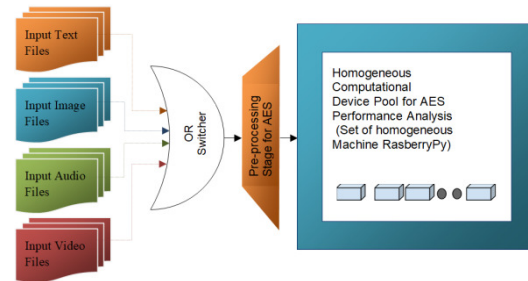 Input Text
Files
Input Image
Files
Input Audio
Files
Input Video
Files
OR
Switcher
Pre-processing
Stage for AES
Homogeneous
Computational
Device Pool for AES
Performance Analysis
(Set of homogeneous
Machine RasberryPy)